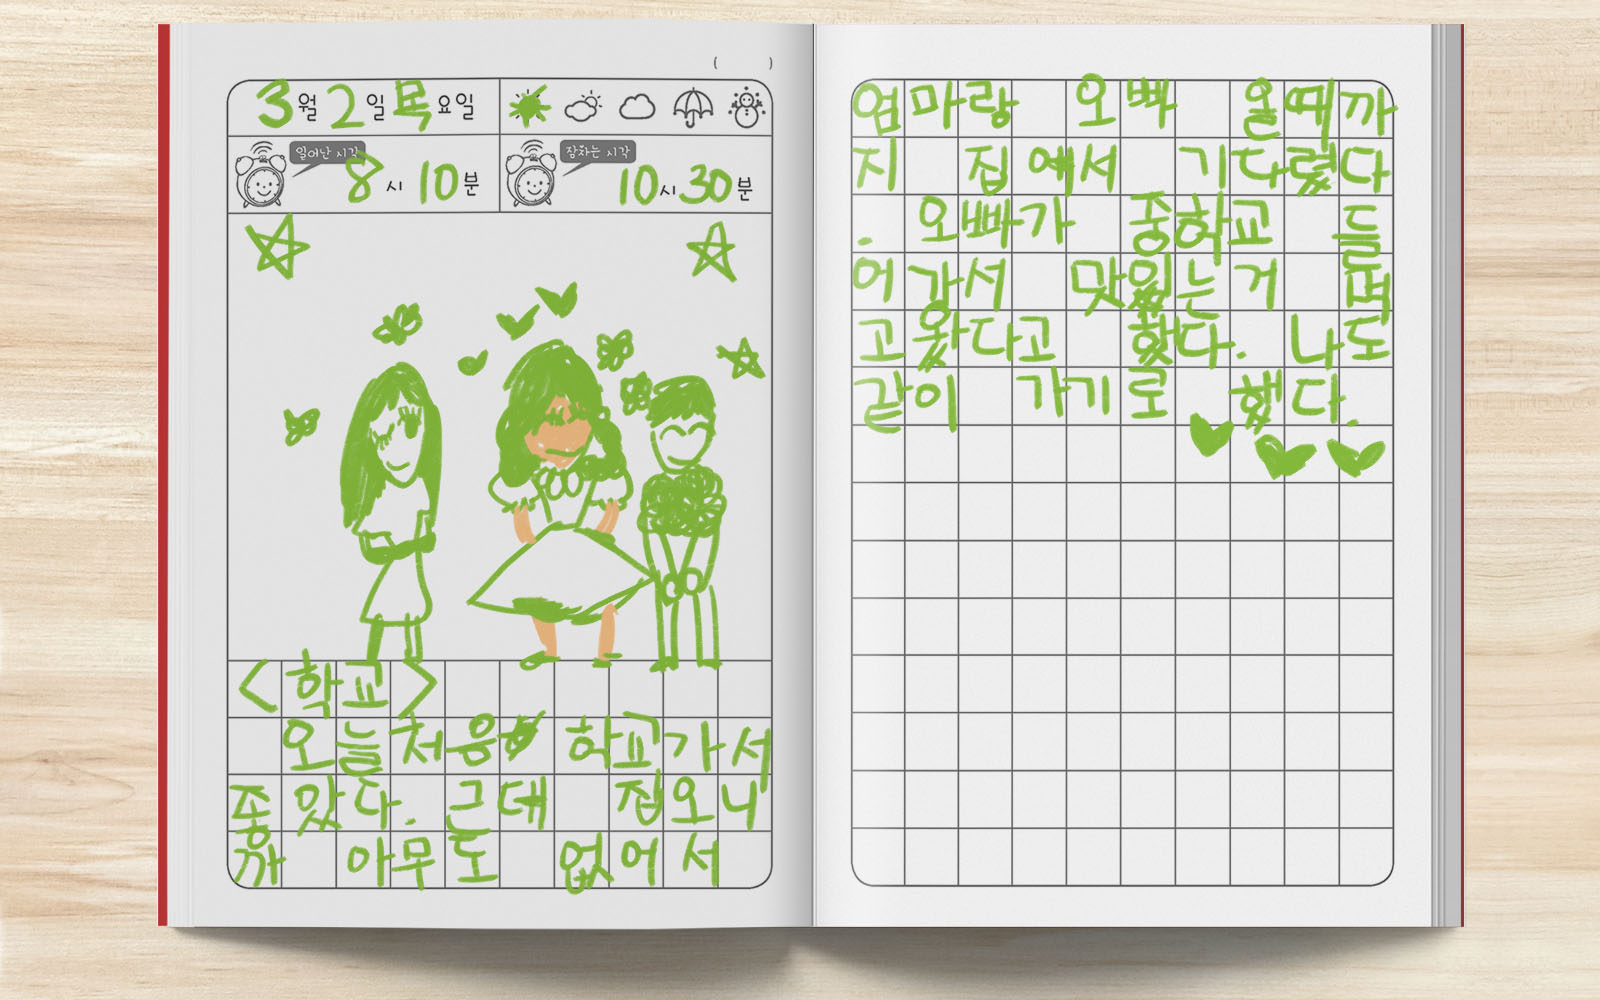 3월 2일 목요일
일어난 시각 8시 10분
잠자는 시각 10시 30분
<학교>
오늘처음 학교가서
좋았다. 근데 집오니
까 아무도 없어서
엄마랑 오빠 올때까
지 집에서 기다렸다
. 오빠가 중학교 들
어가서 맛있는거 먹
고왔다고 했다. 나도
같이 가기로 했다.